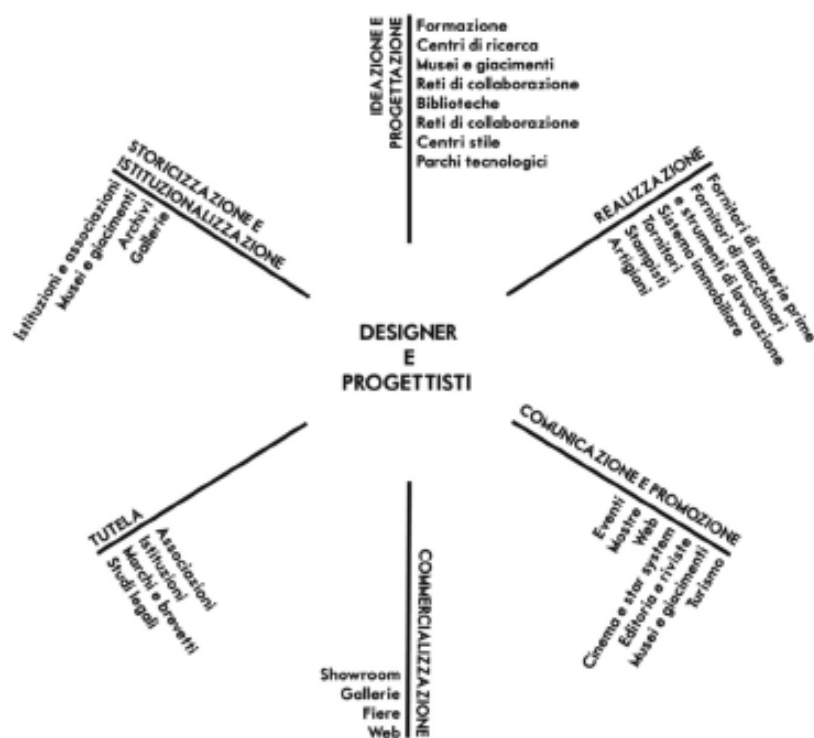 IDEAZIONE E
PROGETTAZIONE
Formazione
Centri di ricerca
Musei e giacimenti
Reti di collaborazione
Biblioteche
Reti di collaborazione
Centri stile
Parchi tecnologici
REALIZZAZIONE
Fornitori di materie prime
Fornitori di macchinari
e strumenti di lavorazione
Sistema immobiliare
Tornitori
Stampisti
Artigiani
COMUNICAZIONE E PROMOZIONE
Eventi
Mostre
Web
Cinema e star system
Editoria e riviste
Musei e giacimenti
Turismo
COMMERCIALIZZAZIONE
Showroom
Gallerie
Fiere
Web
TUTELA
Associazioni
Istituzioni
Marchi e brevetti
Studi legali
STORICIZZAZIONE E
ISTITUZIONALIZZAZIONE
Istituzioni e associazioni
Musei e giacimenti
Archivi
Gallerie
DESIGNER
E
PROGETTISTI